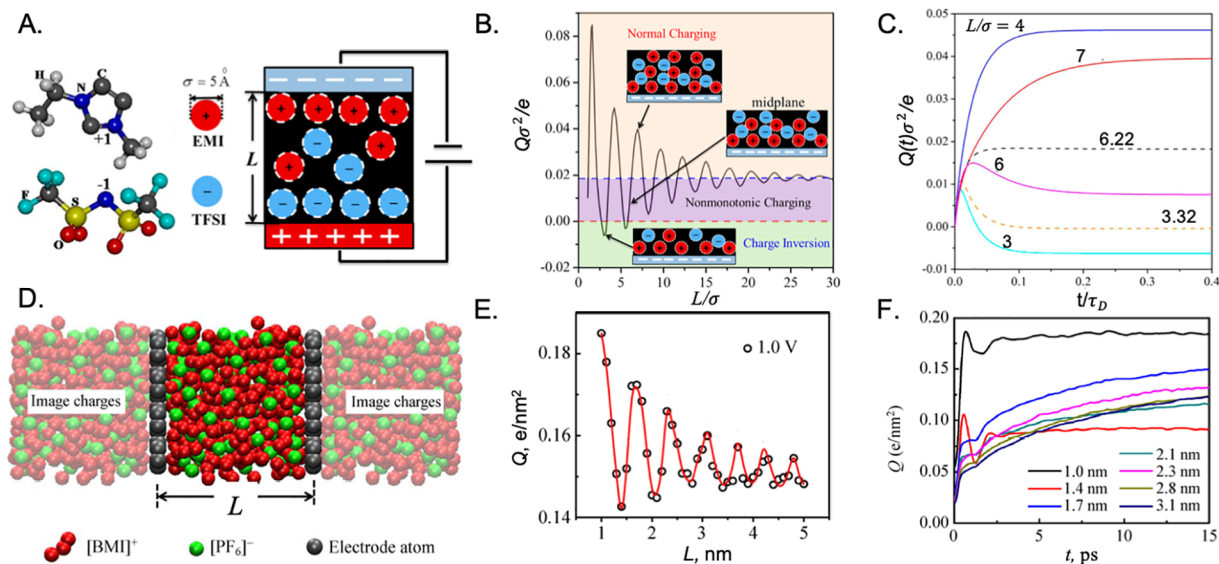 A.
H
C
N
+1
CH₃
F
S
-1
O
σ = 5 Å
+
EMI
−
TFSI
L
− − − − − −
+ + + + + +
B.
Qσ²/e
0.08
0.06
0.04
0.02
0.00
-0.02
Normal Charging
midplane
Nonmonotonic Charging
Charge Inversion
0 5 10 15 20 25 30
L/σ
C.
Q(t)σ²/e
0.05
0.04
0.03
0.02
0.01
0.00
-0.01
L/σ = 4
7
6.22
6
3.32
3
0.0 0.1 0.2 0.3 0.4
t/τD
D.
Image charges
Image charges
L
[BMI]⁺ [PF₆]⁻ Electrode atom
E.
Q, e/nm²
0.18
0.16
0.14
1.0 V
1 2 3 4 5
L, nm
F.
Q (e/nm²)
0.20
0.15
0.10
0.05
0.00
2.1 nm
1.0 nm 2.3 nm
1.4 nm 2.8 nm
1.7 nm 3.1 nm
0 5 10 15
t, ps